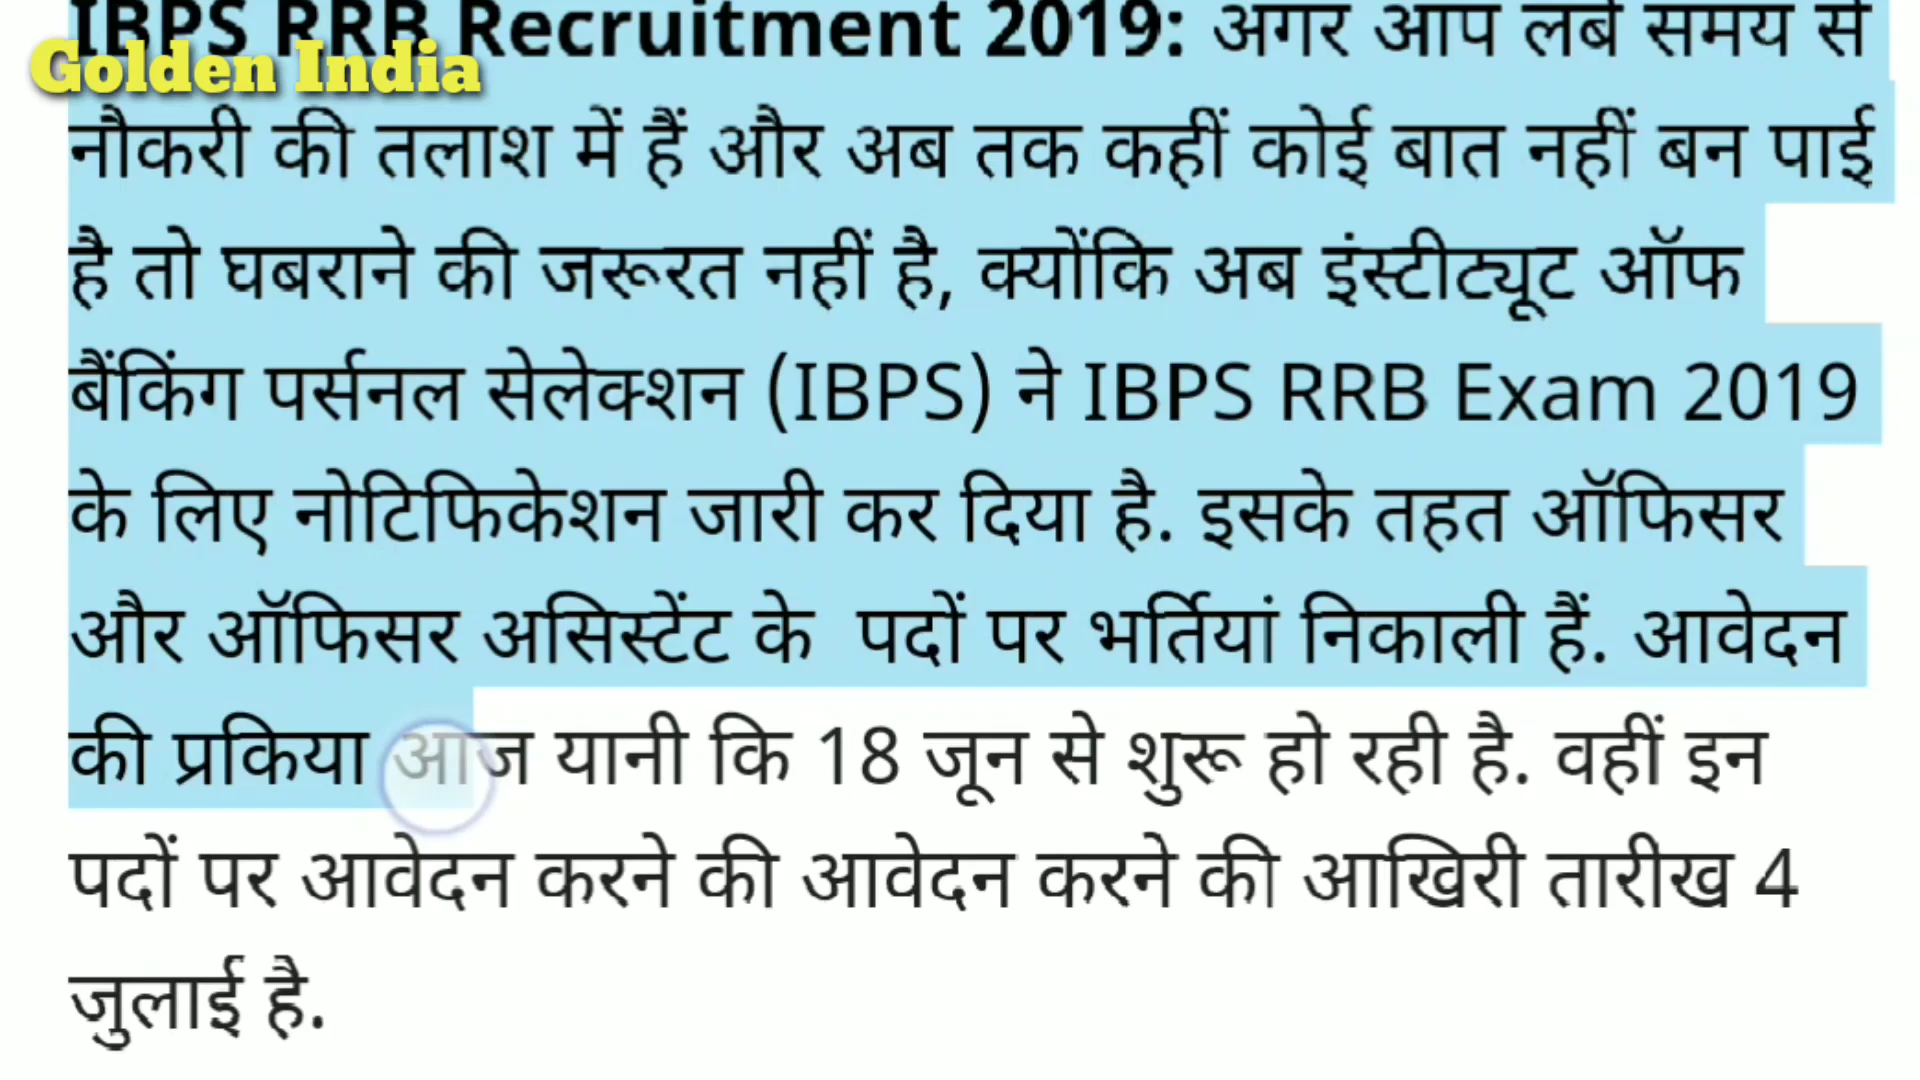 IBPS RRB Recruitment 2019: अगर आप लंबे समय से
Golden India
नौकरी की तलाश में हैं और अब तक कहीं कोई बात नहीं बन पाई
है तो घबराने की जरूरत नहीं है, क्योंकि अब इंस्टीट्यूट ऑफ
बैंकिंग पर्सनल सेलेक्शन (IBPS) ने IBPS RRB Exam 2019
के लिए नोटिफिकेशन जारी कर दिया है. इसके तहत ऑफिसर
और ऑफिसर असिस्टेंट के पदों पर भर्तियां निकाली हैं. आवेदन
की प्रकिया आज यानी कि 18 जून से शुरू हो रही है. वहीं इन
पदों पर आवेदन करने की आवेदन करने की आखिरी तारीख 4
जुलाई है.